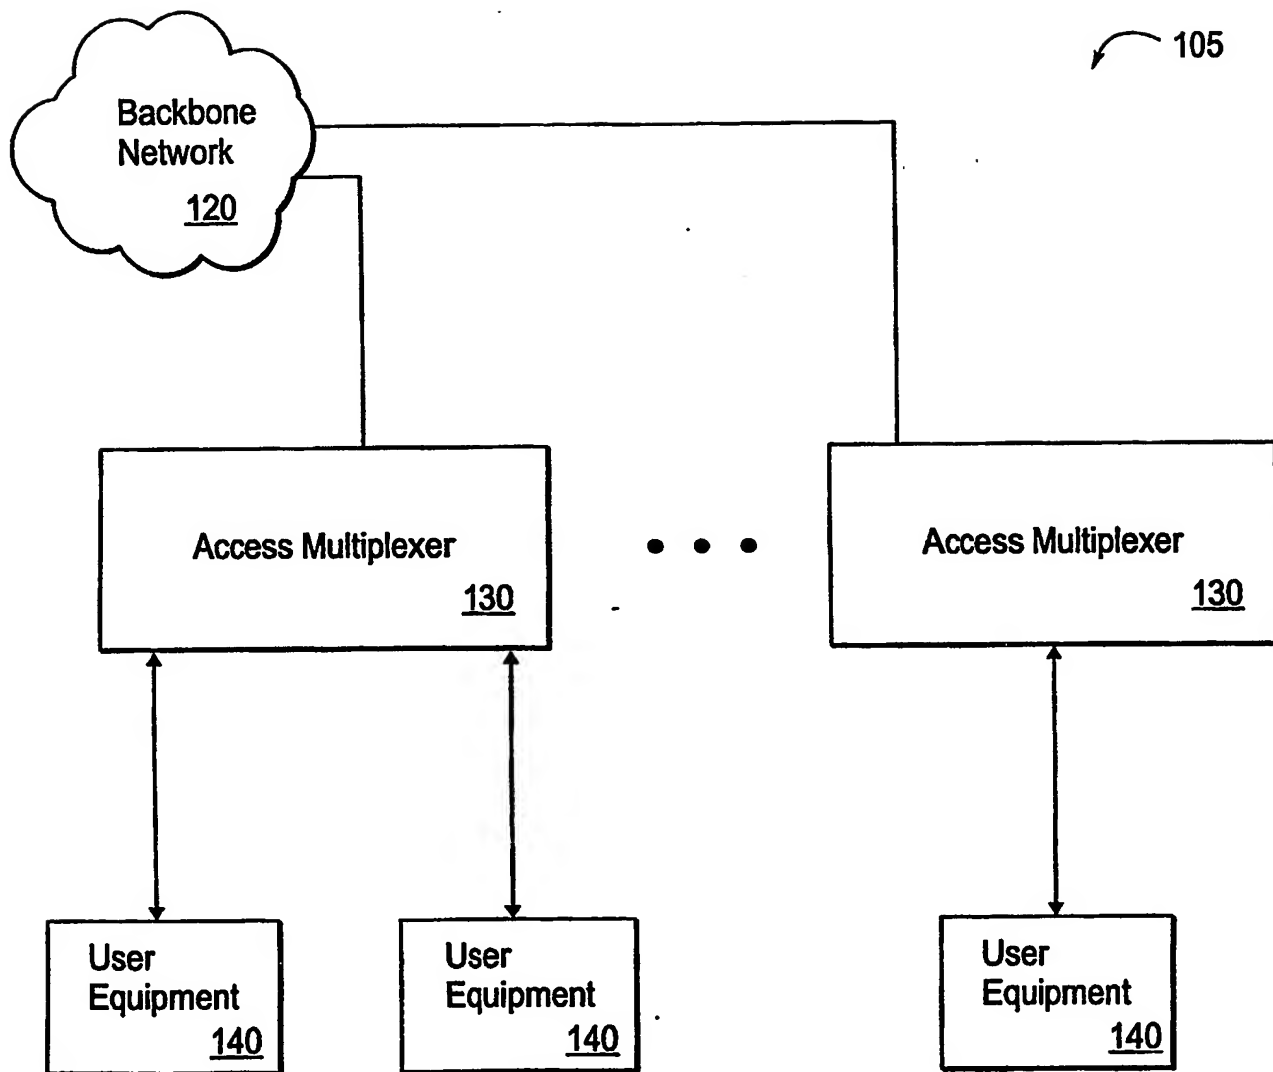 105
Backbone
Network
120
Access Multiplexer
130
Access Multiplexer
130
User
Equipment
140
User
Equipment
140
User
Equipment
140